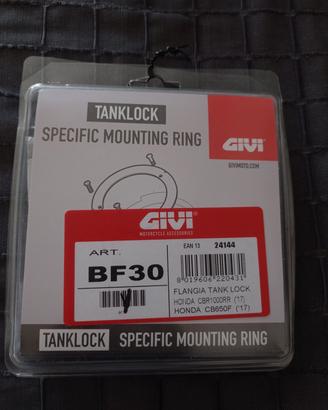 TANKLOCK
SPECIFIC MOUNTING RING
GIVI
GIVIMOTO.COM
GIVI
MOTORCYCLE ACCESSORIES
ART.
BF30
EAN 13 24144
8019606220431
FLANGIA TANK LOCK
HONDA CBR1000RR ('17)
HONDA CB650F ('17)
TANKLOCK SPECIFIC MOUNTING RING